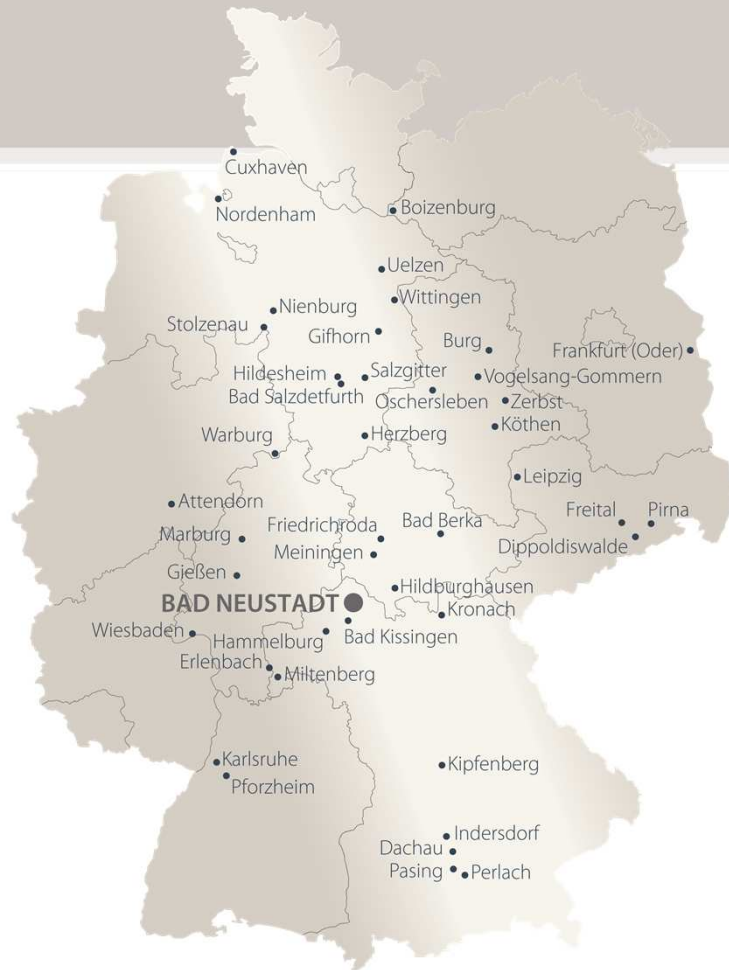 Cuxhaven
Nordenham
Boizenburg
Uelzen
Wittingen
Nienburg
Stolzenau
Gifhorn
Burg
Frankfurt (Oder)
Hildesheim
Salzgitter
Vogelsang-Gommern
Bad Salzdetfurth
Oschersleben
Zerbst
Köthen
Warburg
Herzberg
Leipzig
Attendorn
Freital
Pirna
Friedrichroda
Bad Berka
Marburg
Dippoldiswalde
Meiningen
Gießen
Hildburghausen
BAD NEUSTADT
Kronach
Wiesbaden
Hammelburg
Bad Kissingen
Erlenbach
Miltenberg
Karlsruhe
Kipfenberg
Pforzheim
Indersdorf
Dachau
Pasing
Perlach